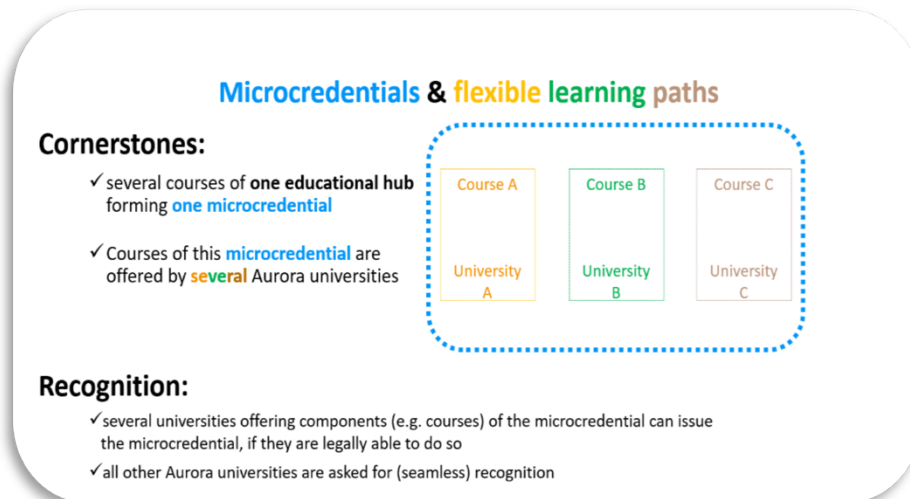 Microcredentials & flexible learning paths
Cornerstones:
✓several courses of one educational hub
forming one microcredential
✓Courses of this microcredential are
offered by several Aurora universities
Course A
University
A
Course B
University
B
Course C
University
C
Recognition:
✓several universities offering components (e.g. courses) of the microcredential can issue
the microcredential, if they are legally able to do so
✓all other Aurora universities are asked for (seamless) recognition